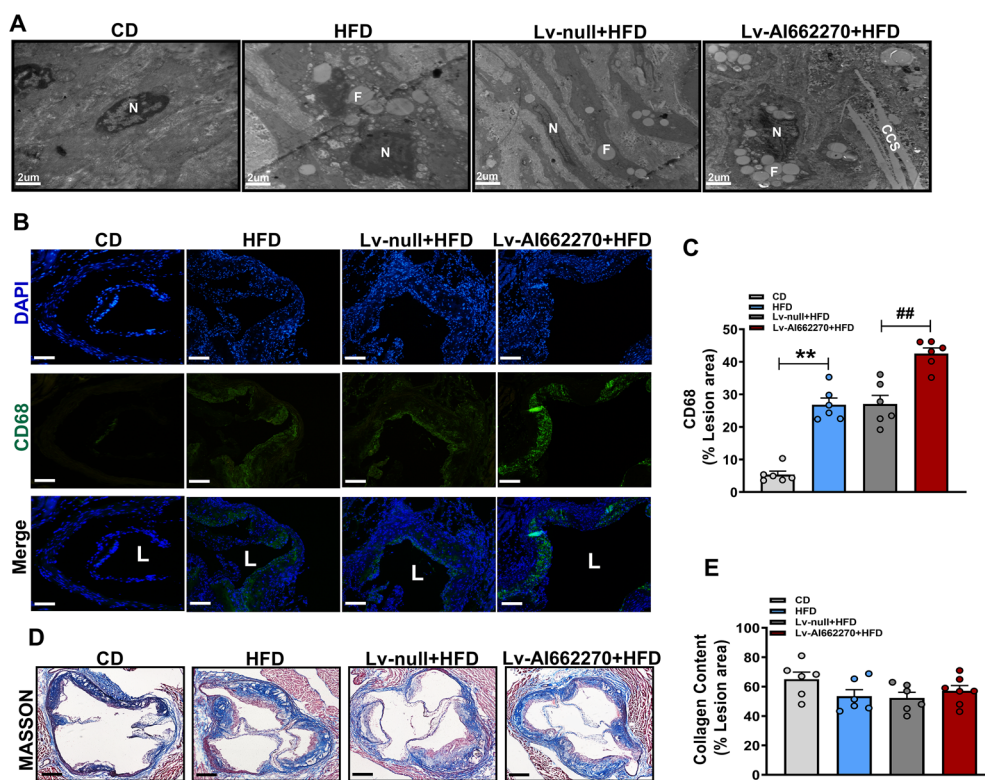 A
CD
HFD
Lv-null+HFD
Lv-AI662270+HFD
N
F
N
N
F
N
F
CCS
2um
2um
2um
2um
B
CD
HFD
Lv-null+HFD
Lv-AI662270+HFD
DAPI
CD68
Merge
L
L
L
L
C
CD
HFD
Lv-null+HFD
Lv-AI662270+HFD
CD68
(% Lesion area)
50
40
30
20
10
0
**
##
D
CD
HFD
Lv-null+HFD
Lv-AI662270+HFD
MASSON
E
CD
HFD
Lv-null+HFD
Lv-AI662270+HFD
Collagen Content
(% Lesion area)
100
80
60
40
20
0